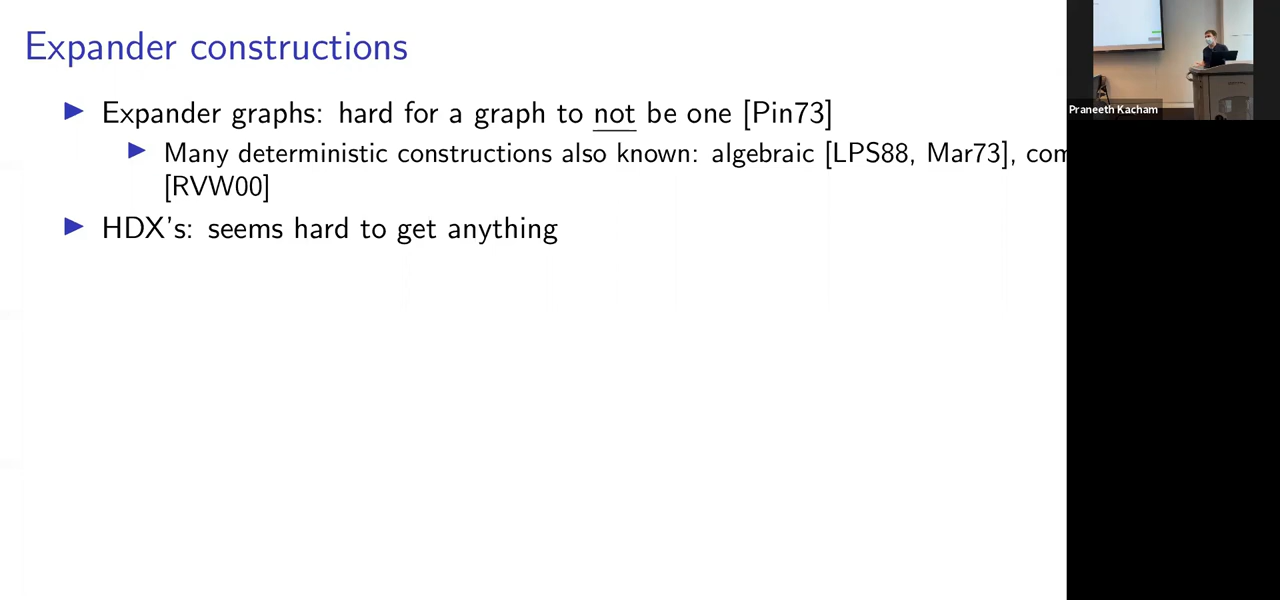 Expander constructions
▶ Expander graphs: hard for a graph to not be one [Pin73]
▶ Many deterministic constructions also known: algebraic [LPS88, Mar73],
[RVW00]
▶ HDX's: seems hard to get anything
Praneeth Kacham